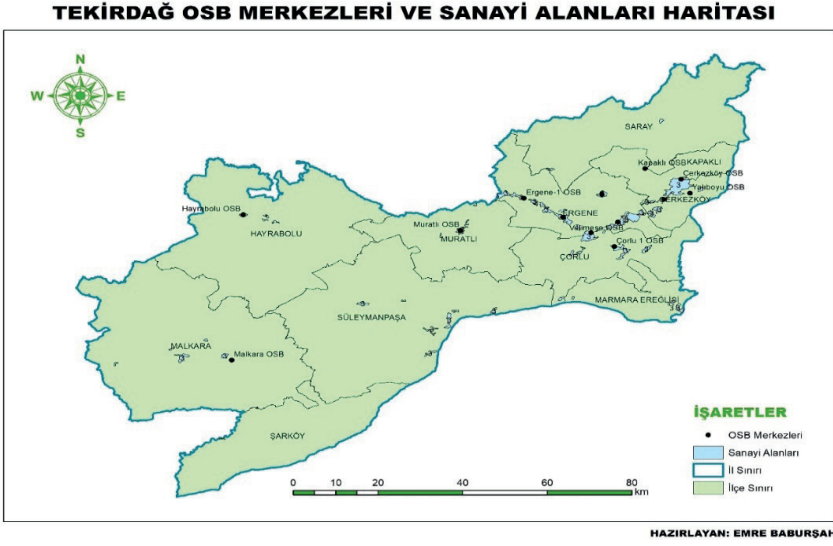 TEKİRDAĞ OSB MERKEZLERİ VE SANAYİ ALANLARI HARİTASI
N
W E
S
SARAY
Kapaklı OSB KAPAKLI
Çerkezköy OSB
Yalıboyu OSB
ÇERKEZKÖY
Ergene-1 OSB
ERGENE
Hayrabolu OSB
HAYRABOLU
Muratlı OSB
MURATLI
Velimeşe OSB
Çorlu 1 OSB
ÇORLU
MARMARA EREĞLİSİ
SÜLEYMANPAŞA
MALKARA
Malkara OSB
ŞARKÖY
İŞARETLER
OSB Merkezleri
Sanayi Alanları
İl Sınırı
İlçe Sınırı
0 10 20 40 60 80
km
HAZIRLAYAN: EMRE BABURŞAH